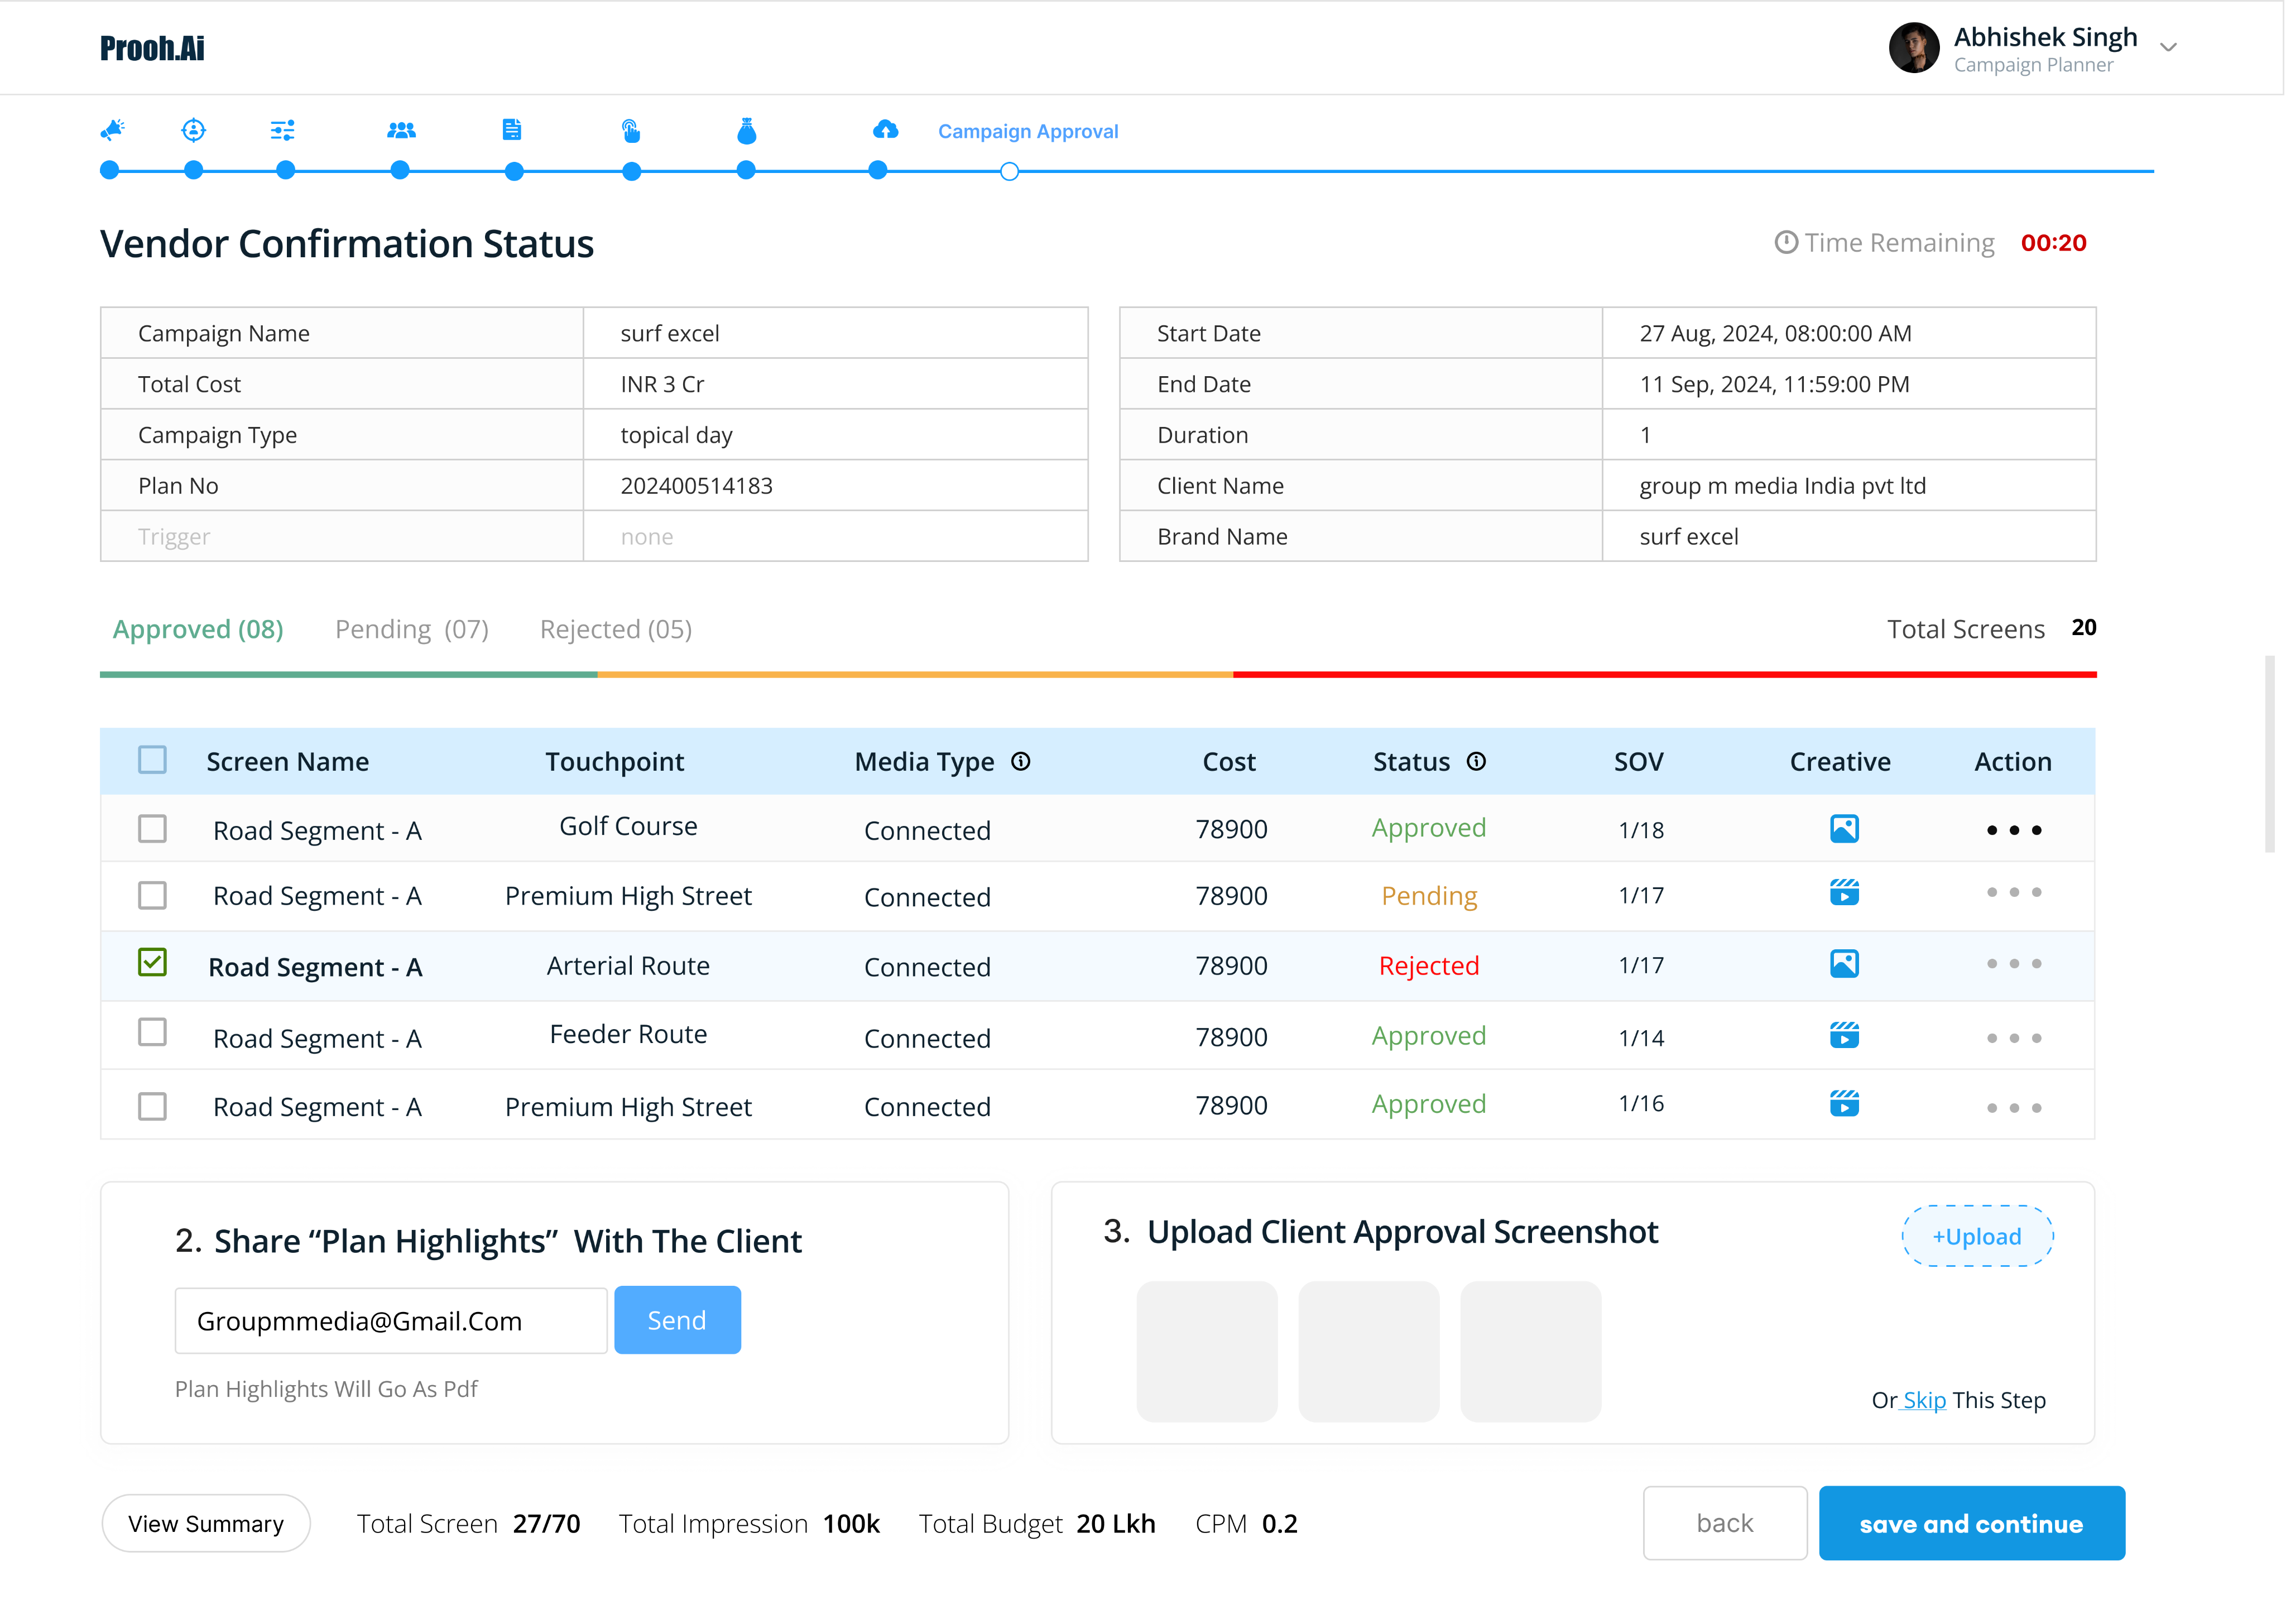 Prooh.Ai
Abhishek Singh
Campaign Planner
Campaign Approval
Vendor Confirmation Status
Time Remaining 00:20
Campaign Name surf excel
Total Cost INR 3 Cr
Campaign Type topical day
Plan No 202400514183
Trigger none
Start Date 27 Aug, 2024, 08:00:00 AM
End Date 11 Sep, 2024, 11:59:00 PM
Duration 1
Client Name group m media India pvt ltd
Brand Name surf excel
Approved (08) Pending (07) Rejected (05) Total Screens 20
Screen Name Touchpoint Media Type Cost Status SOV Creative Action
Road Segment - A Golf Course Connected 78900 Approved 1/18
Road Segment - A Premium High Street Connected 78900 Pending 1/17
Road Segment - A Arterial Route Connected 78900 Rejected 1/17
Road Segment - A Feeder Route Connected 78900 Approved 1/14
Road Segment - A Premium High Street Connected 78900 Approved 1/16
2. Share “Plan Highlights” With The Client
Groupmmedia@Gmail.Com Send
Plan Highlights Will Go As Pdf
3. Upload Client Approval Screenshot
+Upload
Or Skip This Step
View Summary Total Screen 27/70 Total Impression 100k Total Budget 20 Lkh CPM 0.2 back save and continue